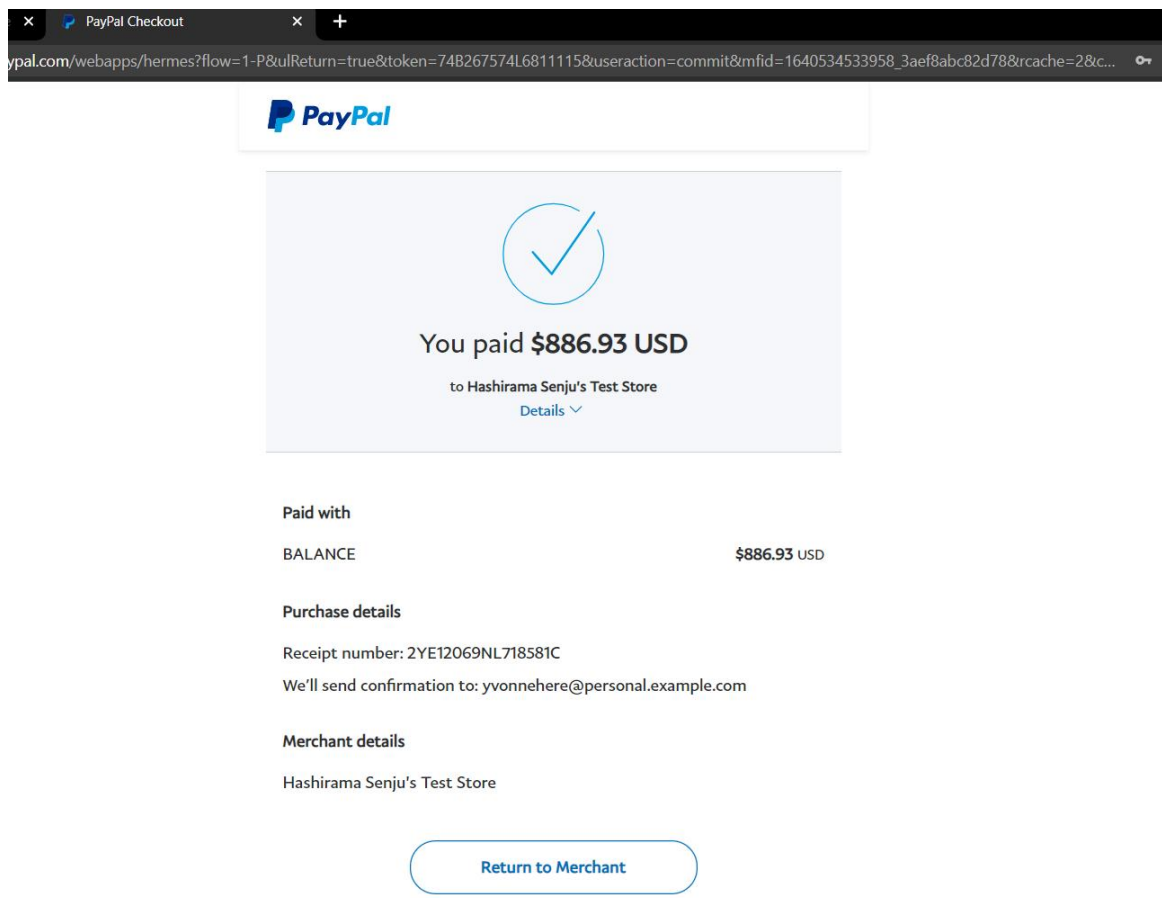 PayPal Checkout
ypal.com/webapps/hermes?flow=1-P&ulReturn=true&token=74B267574L6811115&useraction=commit&mfid=1640534533958_3aef8abc82d78&rcache=2&c...
PayPal
You paid $886.93 USD
to Hashirama Senju's Test Store
Details
Paid with
BALANCE $886.93 USD
Purchase details
Receipt number: 2YE12069NL718581C
We'll send confirmation to: yvonnehere@personal.example.com
Merchant details
Hashirama Senju's Test Store
Return to Merchant